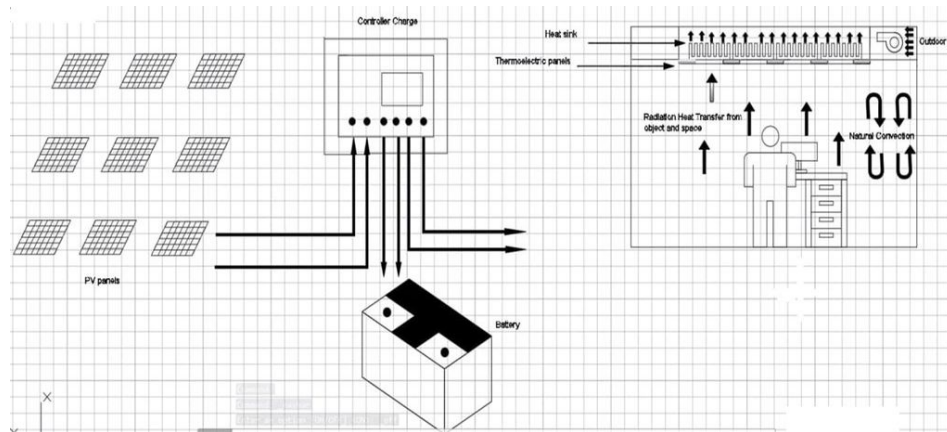 Controller Charge
Heat sink
Outdoor
Thermoelectric panels
Radiation Heat Transfer from
object and space
Natural Convection
PV panels
Battery
X